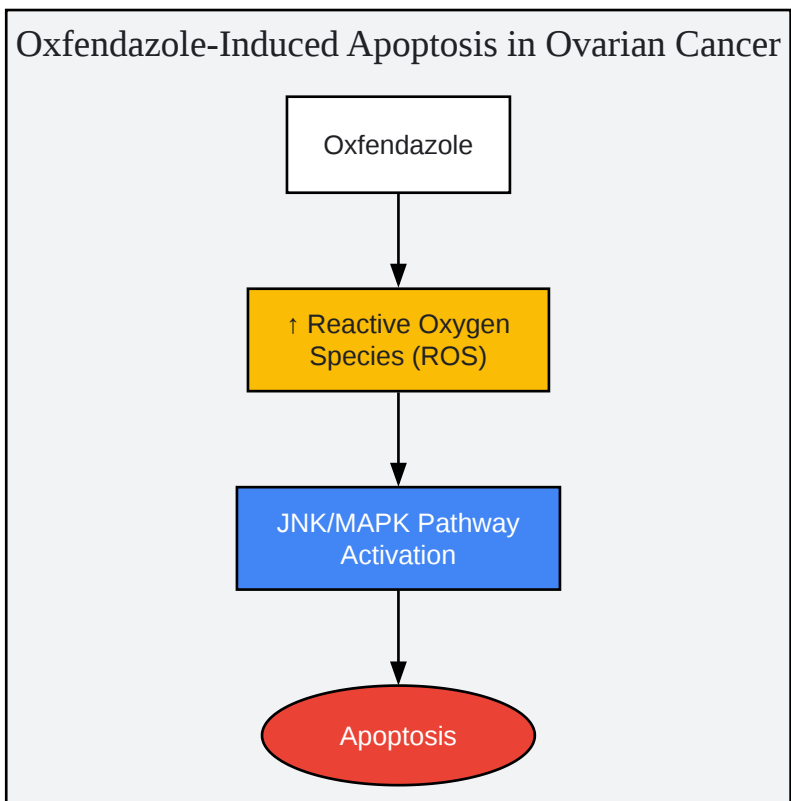 Oxfendazole-Induced Apoptosis in Ovarian Cancer
Oxfendazole
↑ Reactive Oxygen
Species (ROS)
JNK/MAPK Pathway
Activation
Apoptosis